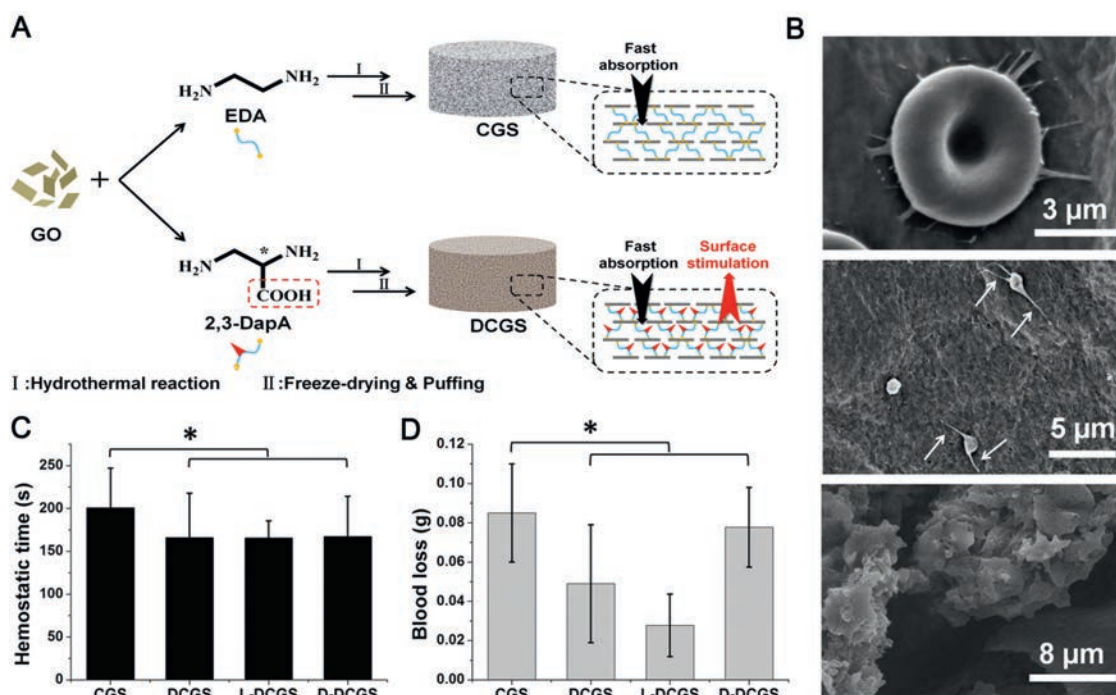 A
B
H₂N
NH₂
EDA
I
II
CGS
Fast
absorption
GO
+
H₂N
*
NH₂
COOH
2,3-DapA
I
II
DCGS
Fast
absorption
Surface
stimulation
I :Hydrothermal reaction II :Freeze-drying & Puffing
3 µm
5 µm
8 µm
C
*
Hemostatic time (s)
250
200
150
100
50
0
CGS DCGS L-DCGS D-DCGS
D
*
Blood loss (g)
0.12
0.10
0.08
0.06
0.04
0.02
0.00
CGS DCGS L-DCGS D-DCGS